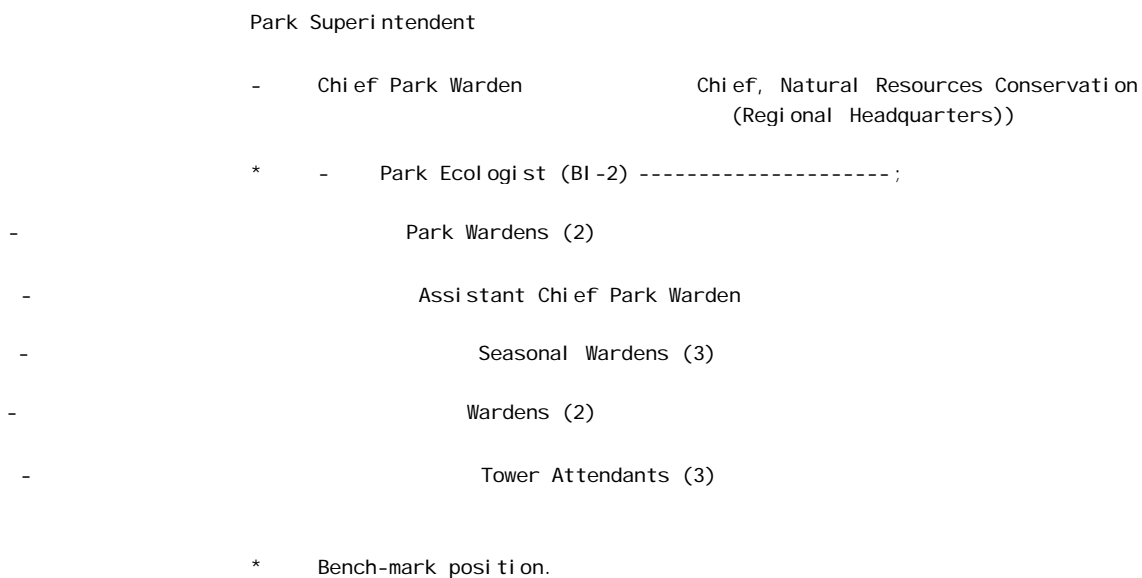 Park Superintendent
- Chief Park Warden Chief, Natural Resources Conservation
(Regional Headquarters))
* - Park Ecologist (BI-2) ---------------------;
- Park Wardens (2)
- Assistant Chief Park Warden
- Seasonal Wardens (3)
- Wardens (2)
- Tower Attendants (3)
* Bench-mark position.